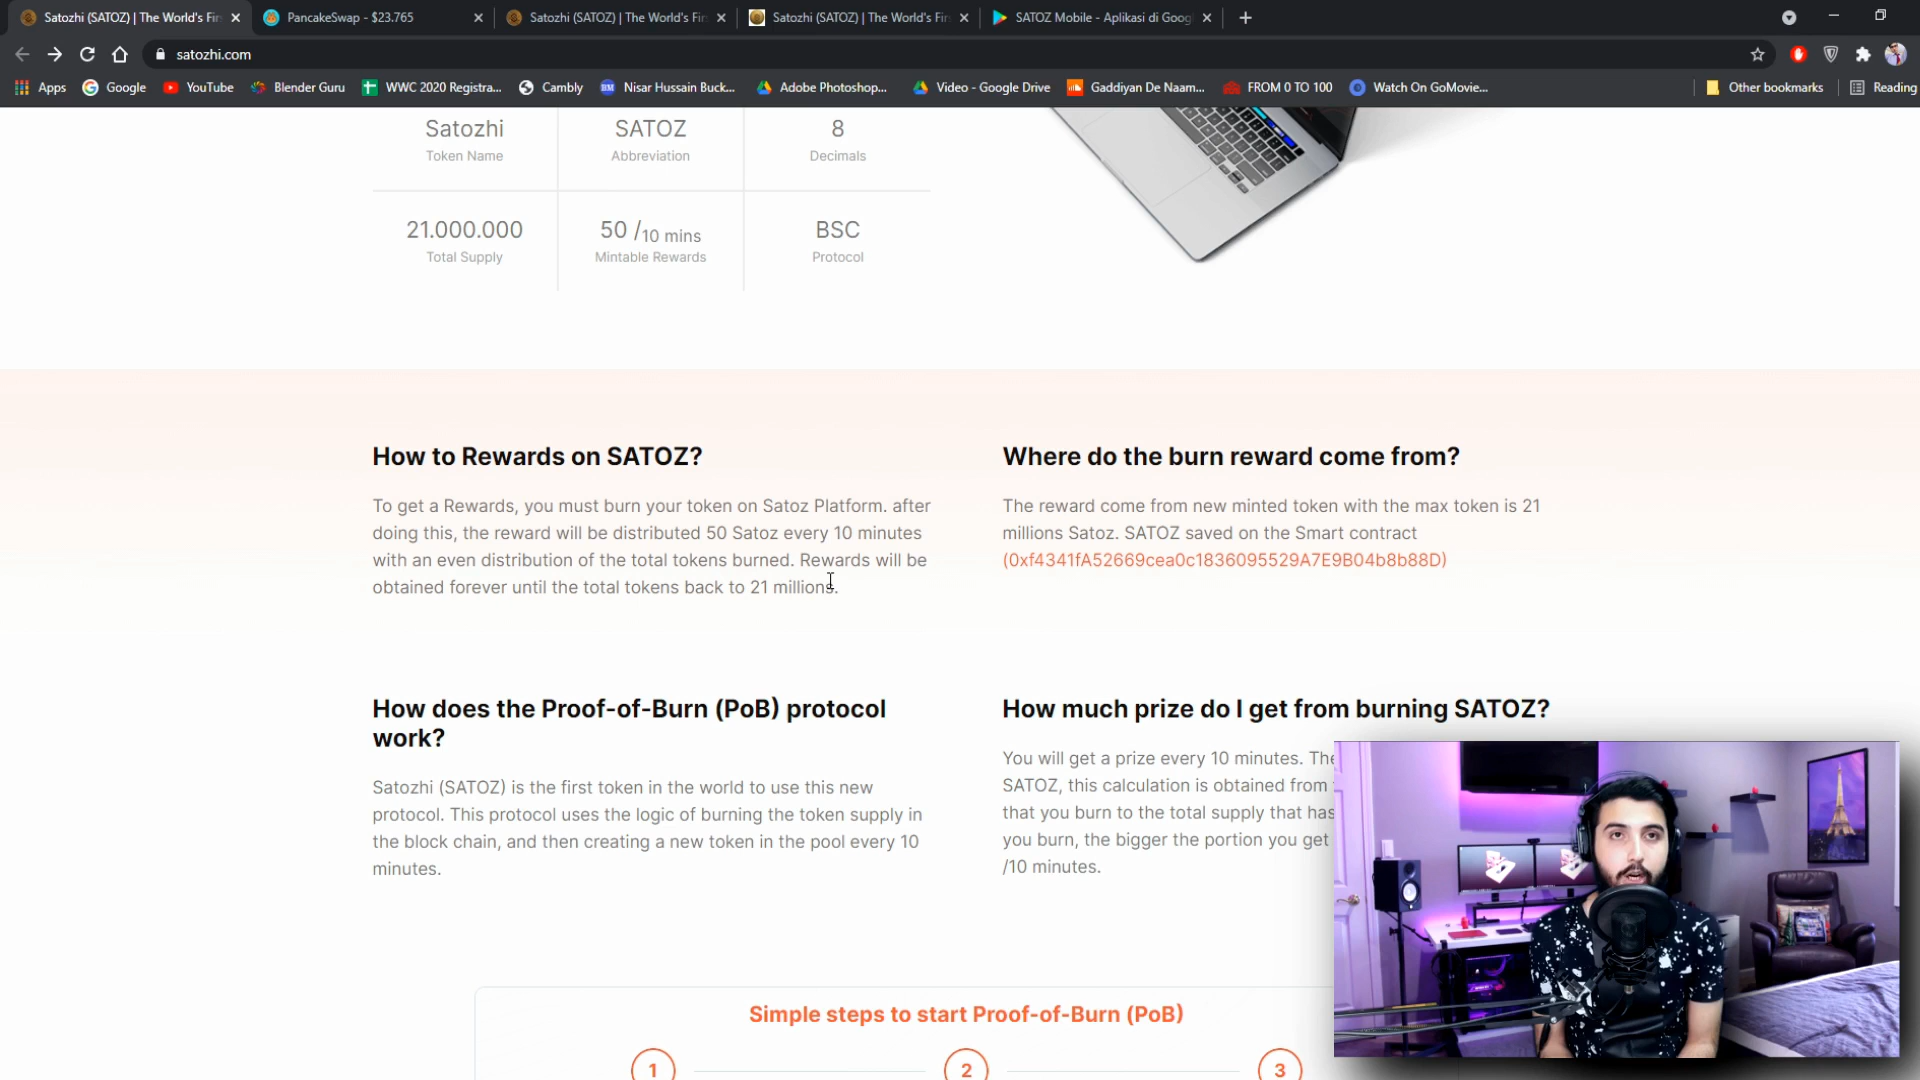 Satozhi (SATOZ) | The World's Fir
PancakeSwap - $23.765
Satozhi (SATOZ) | The World's Fir
Satozhi (SATOZ) | The World's Fir
SATOZ Mobile - Aplikasi di Googl
satozhi.com
Apps
Google
YouTube
Blender Guru
WWC 2020 Registra...
Cambly
Nisar Hussain Buck...
Adobe Photoshop...
Video - Google Drive
Gaddiyan De Naam...
FROM 0 TO 100
Watch On GoMovie...
Other bookmarks
Reading
Satozhi
SATOZ
8
Token Name
Abbreviation
Decimals
21.000.000
50 /10 mins
BSC
Total Supply
Mintable Rewards
Protocol
How to Rewards on SATOZ?
To get a Rewards, you must burn your token on Satoz Platform. after
doing this, the reward will be distributed 50 Satoz every 10 minutes
with an even distribution of the total tokens burned. Rewards will be
obtained forever until the total tokens back to 21 millions.
Where do the burn reward come from?
The reward come from new minted token with the max token is 21
millions Satoz. SATOZ saved on the Smart contract
(0xf4341fA52669cea0c1836095529A7E9B04b8b88D)
How does the Proof-of-Burn (PoB) protocol
work?
Satozhi (SATOZ) is the first token in the world to use this new
protocol. This protocol uses the logic of burning the token supply in
the block chain, and then creating a new token in the pool every 10
minutes.
How much prize do I get from burning SATOZ?
You will get a prize every 10 minutes. The
SATOZ, this calculation is obtained from
that you burn to the total supply that has
you burn, the bigger the portion you get
/10 minutes.
Simple steps to start Proof-of-Burn (PoB)
1
2
3